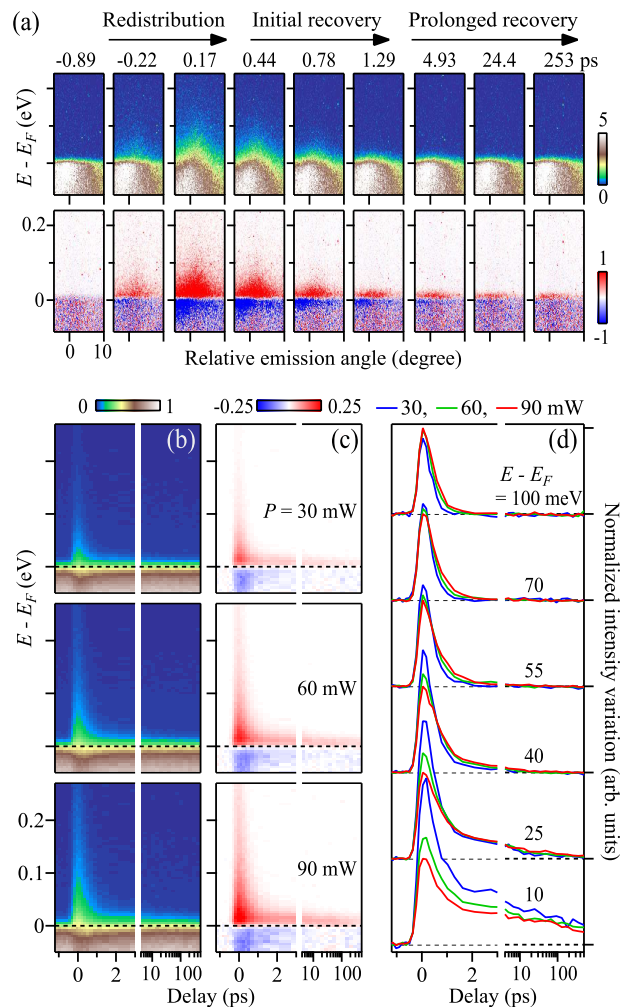 (a)
Redistribution Initial recovery Prolonged recovery
-0.89 -0.22 0.17 0.44 0.78 1.29 4.93 24.4 253 ps
E - E_F (eV)
5
0
0.2
0
1
-1
0 10
Relative emission angle (degree)
0 1 -0.25 0.25 30, 60, 90 mW
(b) (c) (d)
E - E_F
= 100 meV
P = 30 mW
70
E - E_F (eV)
55
60 mW
40
0.2
25
90 mW
0.1
10
0
Normalized intensity variation (arb. units)
0 2 10 100 0 2 10 100 0 2 10 100
Delay (ps) Delay (ps) Delay (ps)